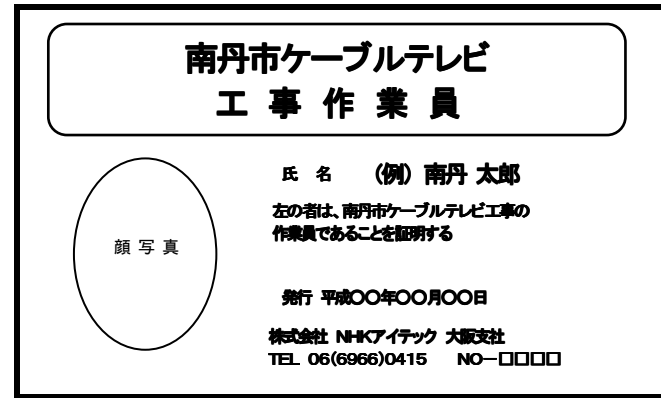 南丹市ケーブルテレビ
工 事 作 業 員
氏 名 (例) 南丹 太郎
左の者は、南丹市ケーブルテレビ工事の
作業員であることを証明する
顔 写 真
発行 平成〇〇年〇〇月〇〇日
株式会社 NHKアイテック 大阪支社
TEL 06(6966)0415 NO－□□□□